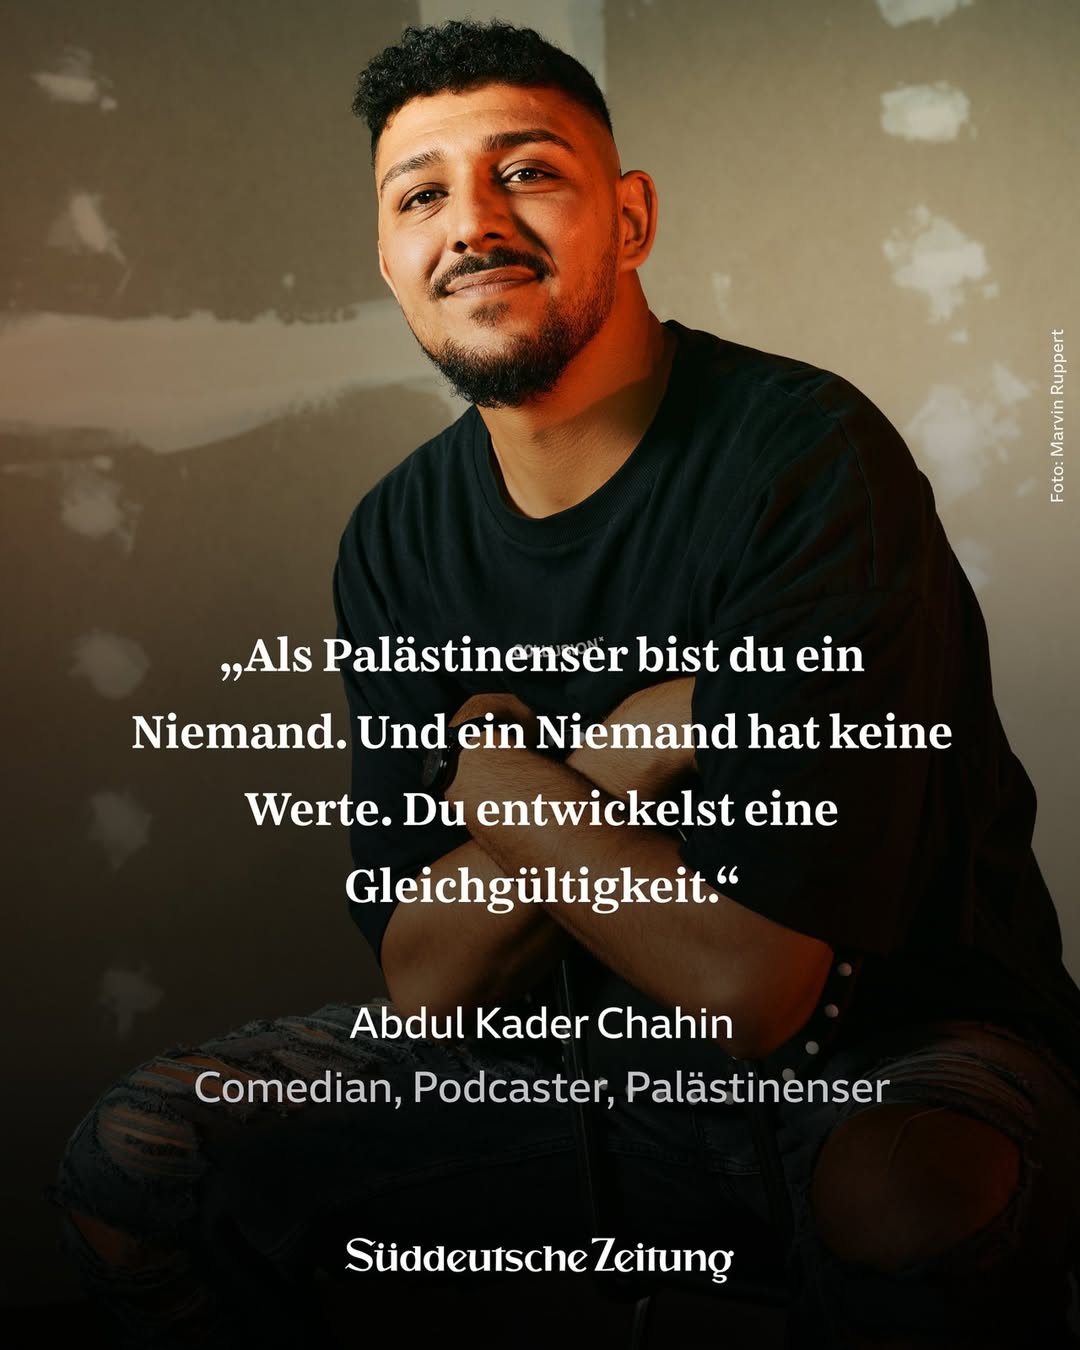 Foto: Marvin Ruppert
„Als Palästinenser bist du ein
Niemand. Und ein Niemand hat keine
Werte. Du entwickelst eine
Gleichgültigkeit.“
Abdul Kader Chahin
Comedian, Podcaster, Palästinenser
Süddeutsche Zeitung